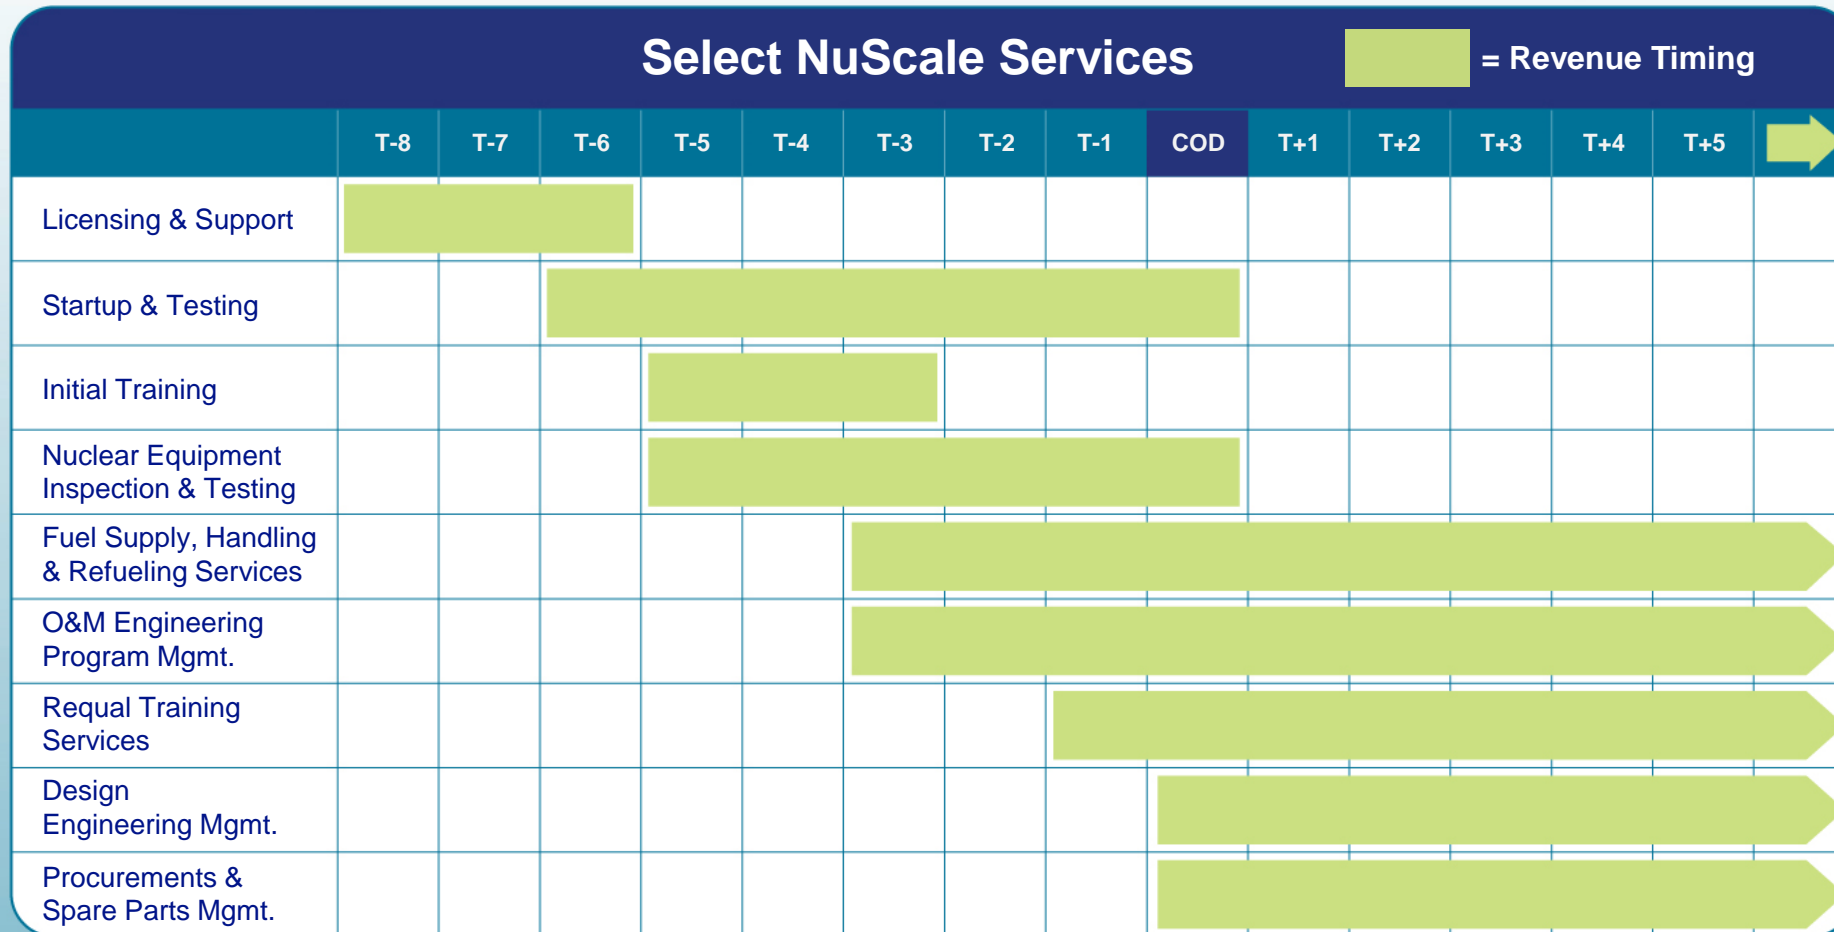 Select NuScale Services
= Revenue Timing
T-8 T-7 T-6 T-5 T-4 T-3 T-2 T-1 COD T+1 T+2 T+3 T+4 T+5
Licensing & Support
Startup & Testing
Initial Training
Nuclear Equipment
Inspection & Testing
Fuel Supply, Handling
& Refueling Services
O&M Engineering
Program Mgmt.
Requal Training
Services
Design
Engineering Mgmt.
Procurements &
Spare Parts Mgmt.